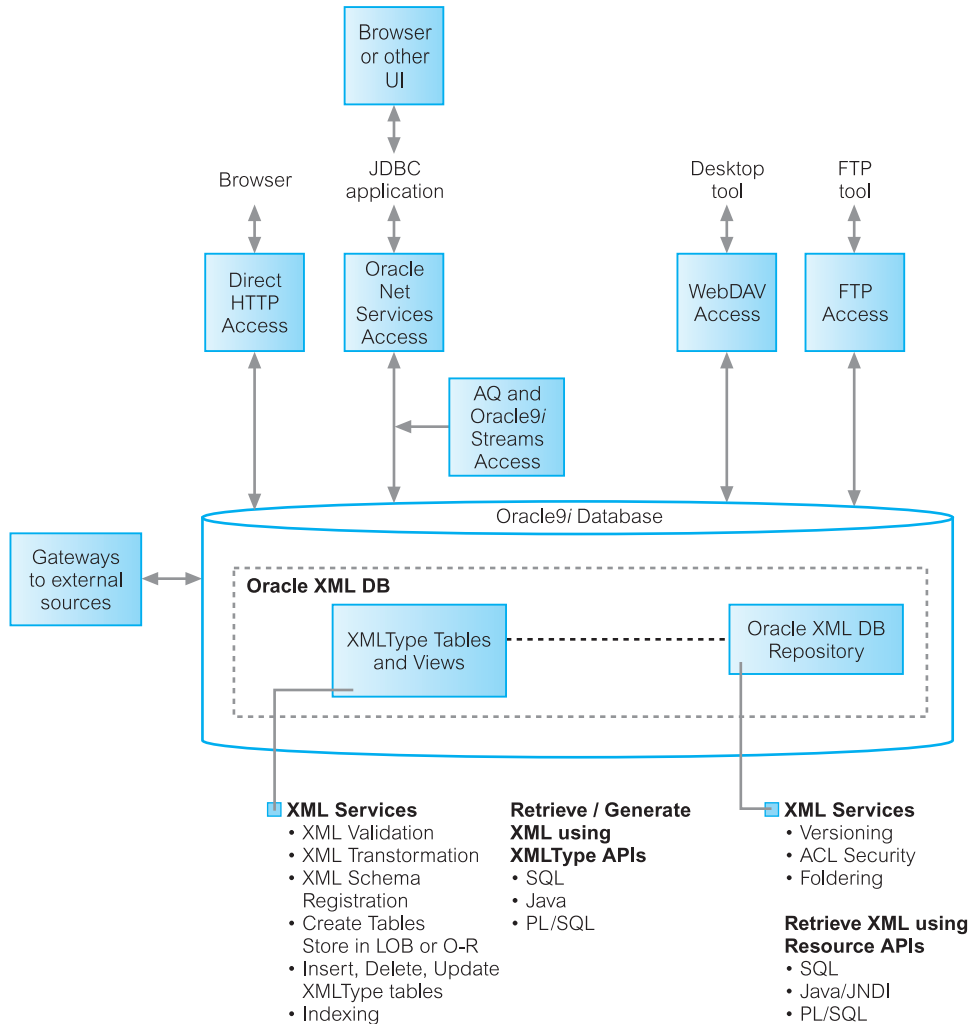 Browser
or other
UI
Browser
JDBC
application
Desktop
tool
FTP
tool
Direct
HTTP
Access
Oracle
Net
Services
Access
WebDAV
Access
FTP
Access
AQ and
Oracle9i
Streams
Access
Oracle9i Database
Gateways
to external
sources
Oracle XML DB
XMLType Tables
and Views
Oracle XML DB
Repository
XML Services
• XML Validation
• XML Transtormation
• XML Schema
Registration
• Create Tables
Store in LOB or O-R
• Insert, Delete, Update
XMLType tables
• Indexing
Retrieve / Generate
XML using
XMLType APIs
• SQL
• Java
• PL/SQL
XML Services
• Versioning
• ACL Security
• Foldering
Retrieve XML using
Resource APIs
• SQL
• Java/JNDI
• PL/SQL